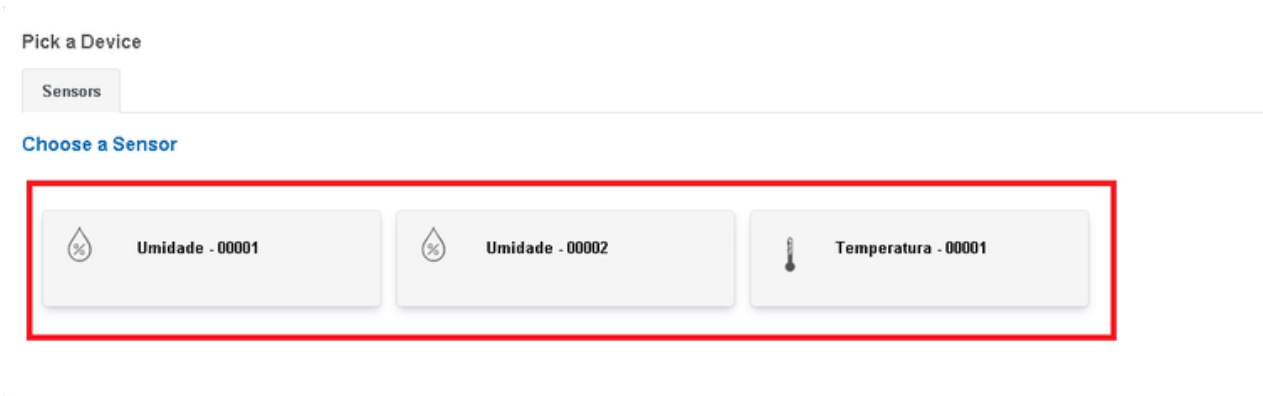 Pick a Device
Sensors
Choose a Sensor
%
Umidade - 00001
%
Umidade - 00002
Temperatura - 00001